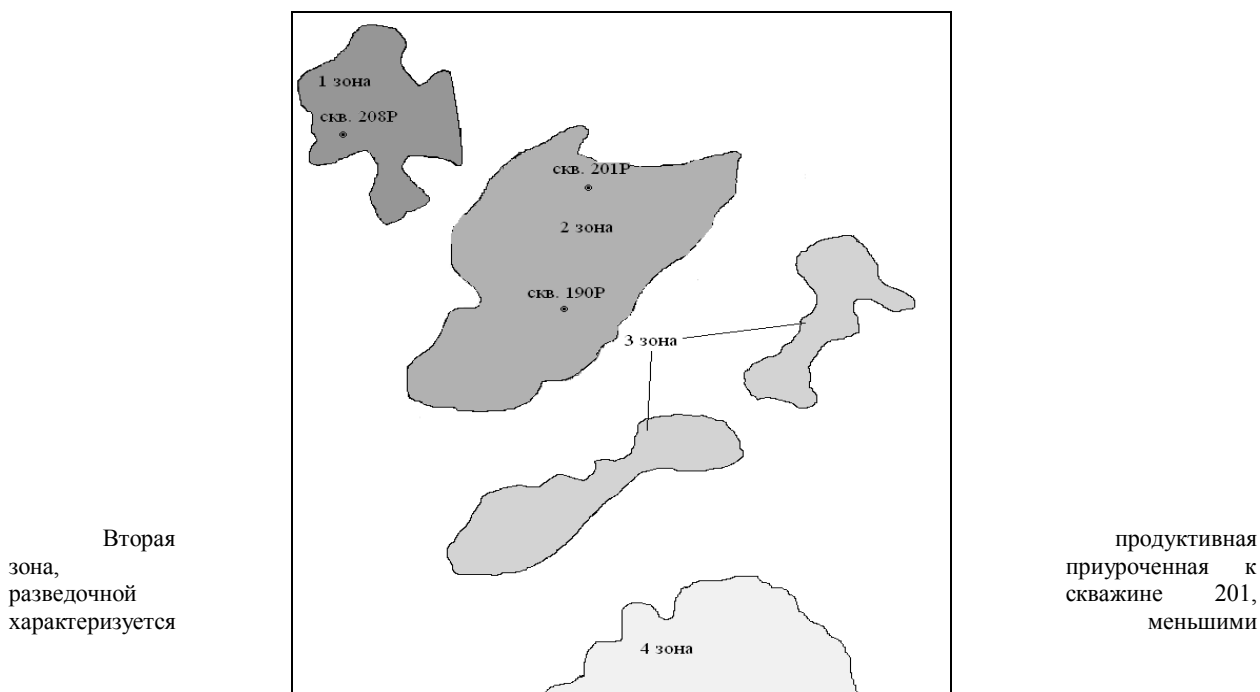 1 зона
скв. 208Р
скв. 201Р
2 зона
скв. 190Р
3 зона
4 зона
Вторая продуктивная
зона, приуроченная к
разведочной скважине 201,
характеризуется меньшими